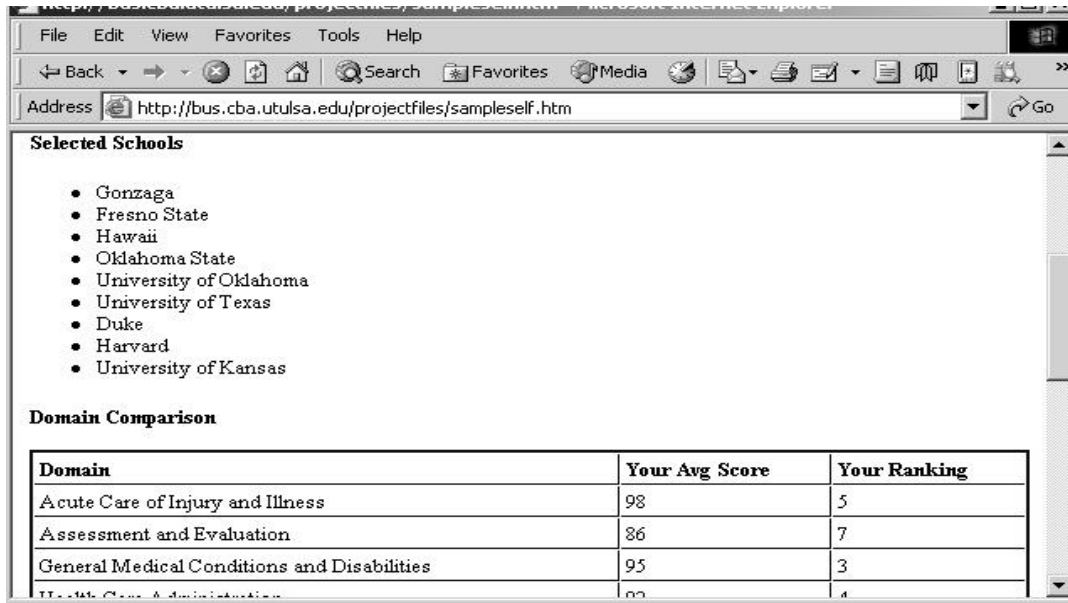 File Edit View Favorites Tools Help
Back Search Favorites Media »
Address http://bus.cba.utulsa.edu/projectfiles/sampleself.htm Go
Selected Schools
• Gonzaga
• Fresno State
• Hawaii
• Oklahoma State
• University of Oklahoma
• University of Texas
• Duke
• Harvard
• University of Kansas
Domain Comparison
Domain Your Avg Score Your Ranking
Acute Care of Injury and Illness 98 5
Assessment and Evaluation 86 7
General Medical Conditions and Disabilities 95 3